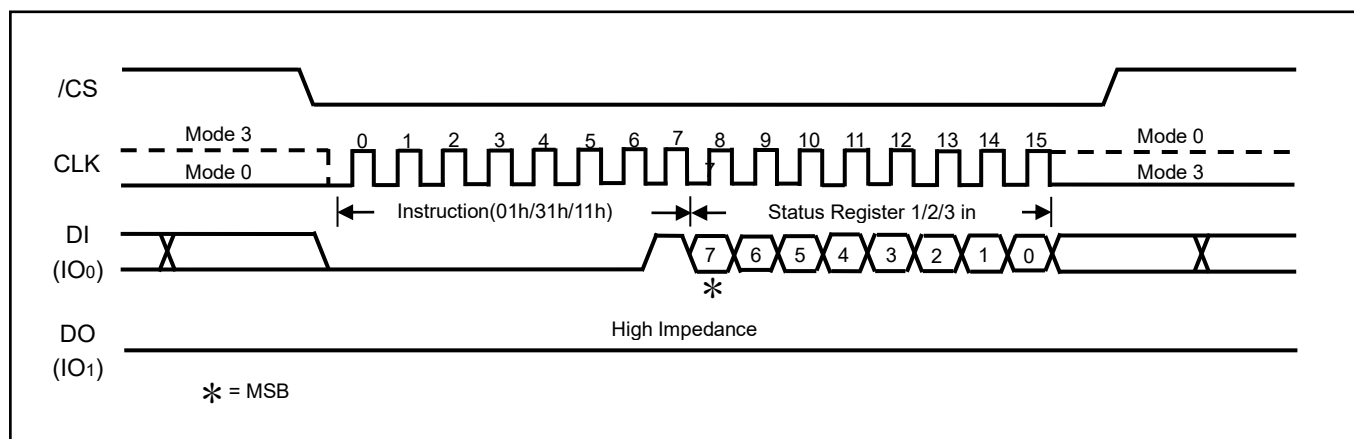 /CS
Mode 3
0 1 2 3 4 5 6 7 8 9 10 11 12 13 14 15
Mode 0
CLK
7
Mode 0
Mode 3
Instruction(01h/31h/11h)
Status Register 1/2/3 in
DI
(IO0)
7 6 5 4 3 2 1 0
*
DO
High Impedance
(IO1)
* = MSB